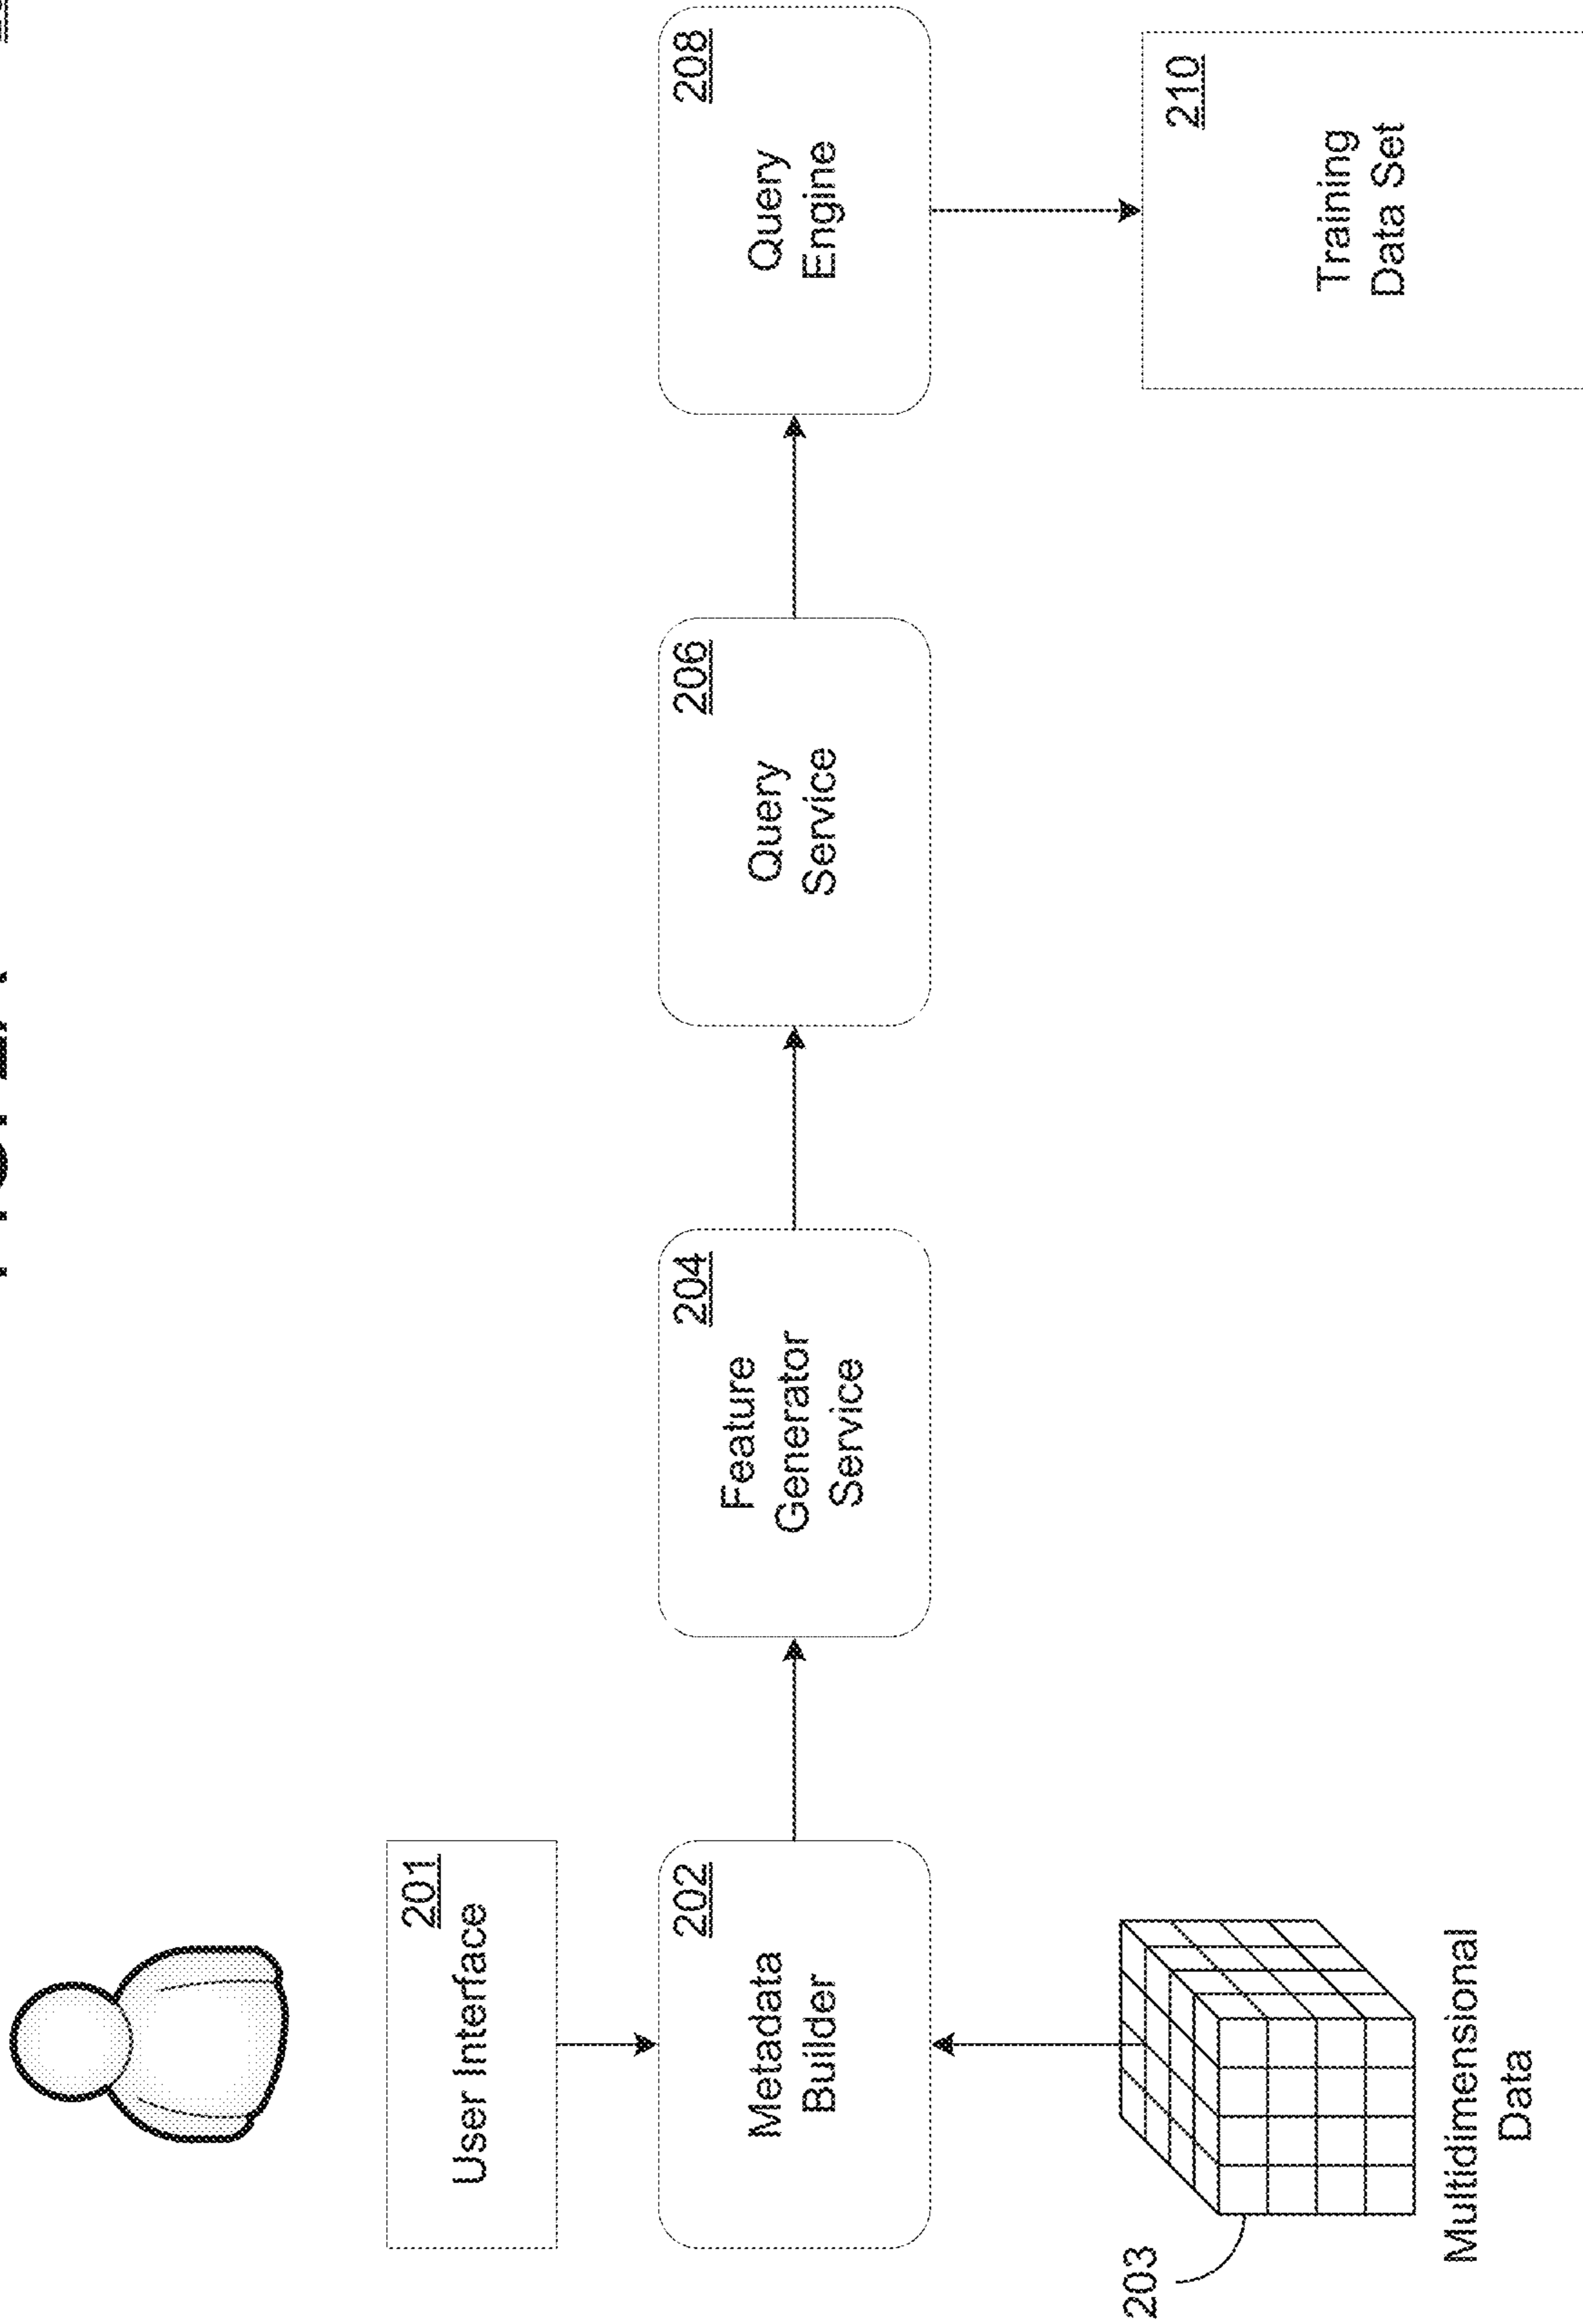 201
User Interface
202
Metadata
Builder
203
Multidimensional
Data
204
Feature
Generator
Service
206
Query
Service
208
Query
Engine
210
Training
Data Set